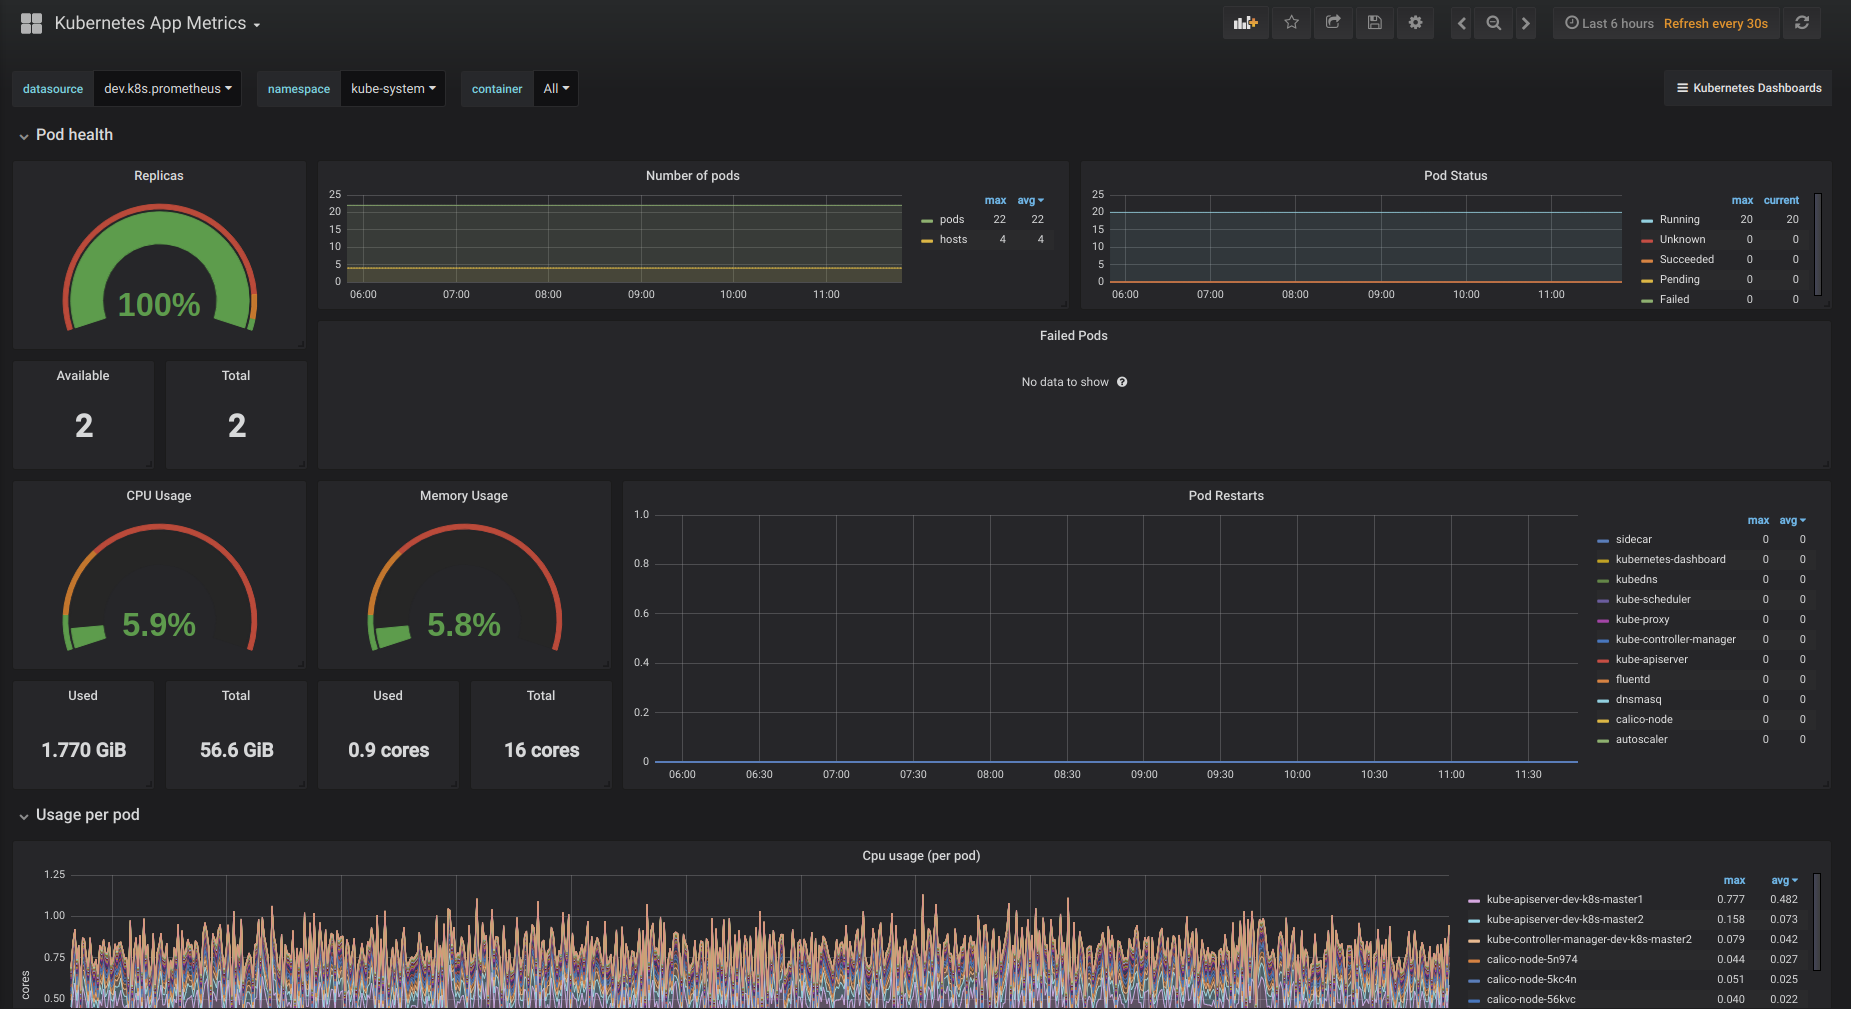 Kubernetes App Metrics
Last 6 hours Refresh every 30s
datasource dev.k8s.prometheus namespace kube-system container All
Kubernetes Dashboards
Pod health
Replicas
100%
Number of pods
25
20
15
10
5
0
06:00 07:00 08:00 09:00 10:00 11:00
max avg
pods 22 22
hosts 4 4
Pod Status
25
20
15
10
5
0
06:00 07:00 08:00 09:00 10:00 11:00
max current
Running 20 20
Unknown 0 0
Succeeded 0 0
Pending 0 0
Failed 0 0
Failed Pods
No data to show
Available
2
Total
2
CPU Usage
5.9%
Memory Usage
5.8%
Used
1.770 GiB
Total
56.6 GiB
Used
0.9 cores
Total
16 cores
Pod Restarts
1.0
0.8
0.6
0.4
0.2
0
06:00 06:30 07:00 07:30 08:00 08:30 09:00 09:30 10:00 10:30 11:00 11:30
max avg
sidecar 0 0
kubernetes-dashboard 0 0
kubedns 0 0
kube-scheduler 0 0
kube-proxy 0 0
kube-controller-manager 0 0
kube-apiserver 0 0
fluentd 0 0
dnsmasq 0 0
calico-node 0 0
autoscaler 0 0
Usage per pod
Cpu usage (per pod)
1.25
1.00
0.75
0.50
cores
max avg
kube-apiserver-dev-k8s-master1 0.777 0.482
kube-apiserver-dev-k8s-master2 0.158 0.073
kube-controller-manager-dev-k8s-master2 0.079 0.042
calico-node-5n974 0.044 0.027
calico-node-5kc4n 0.051 0.025
calico-node-56kvc 0.040 0.022